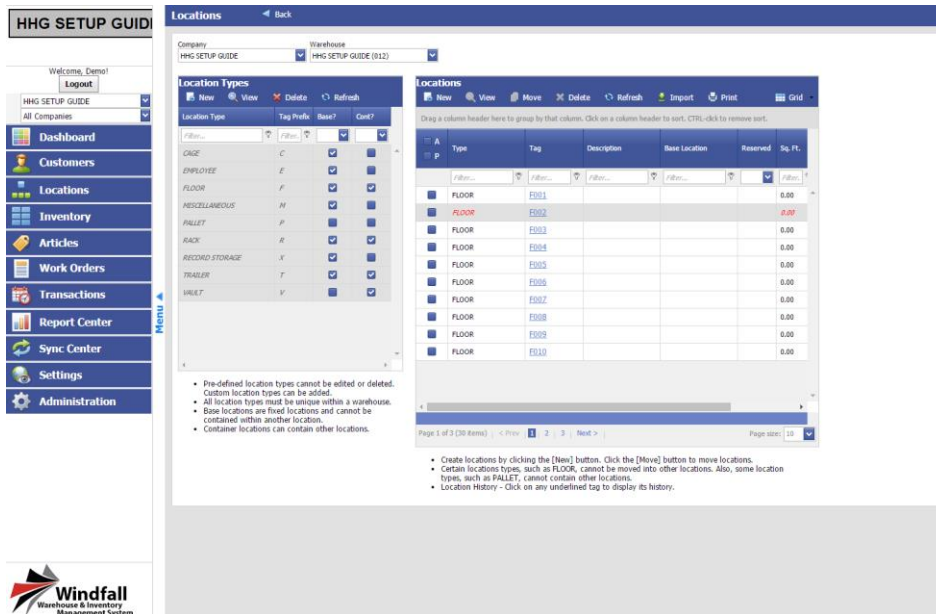 HHG SETUP GUID
Locations
Back
Company
HHG SETUP GUIDE
Warehouse
HHG SETUP GUIDE (012)
Welcome, Demo!
Logout
HHG SETUP GUIDE
All Companies
Dashboard
Customers
Locations
Inventory
Articles
Work Orders
Transactions
Report Center
Sync Center
Settings
Administration
Menu
Windfall
Warehouse & Inventory
Management System
Location Types
New View Delete Refresh
Location Type Tag Prefix Base? Cont?
Filter... Filter..
CAGE C
EMPLOYEE E
FLOOR F
MISCELLANEOUS M
PALLET P
RACK R
RECORD STORAGE X
TRAILER T
VAULT V
• Pre-defined location types cannot be edited or deleted.
Custom location types can be added.
• All location types must be unique within a warehouse.
• Base locations are fixed locations and cannot be
contained within another location.
• Container locations can contain other locations.
Locations
New View Move Delete Refresh Import Print Grid
Drag a column header here to group by that column. Click on a column header to sort. CTRL-click to remove sort.
A
P
Type Tag Description Base Location Reserved Sq. Ft.
Filter... Filter... Filter... Filter... Filter.
FLOOR F001 0.00
FLOOR F002 0.00
FLOOR F003 0.00
FLOOR F004 0.00
FLOOR F005 0.00
FLOOR F006 0.00
FLOOR F007 0.00
FLOOR F008 0.00
FLOOR F009 0.00
FLOOR F010 0.00
Page 1 of 3 (30 items) < Prev 1 2 3 Next > Page size: 10
• Create locations by clicking the [New] button. Click the [Move] button to move locations.
• Certain locations types, such as FLOOR, cannot be moved into other locations. Also, some location
types, such as PALLET, cannot contain other locations.
• Location History - Click on any underlined tag to display its history.